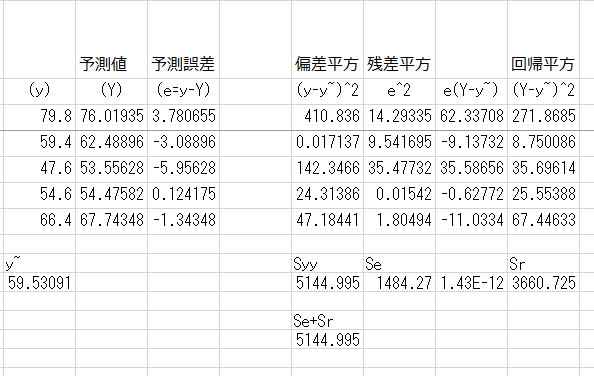 予測値 予測誤差 偏差平方 残差平方 回帰平方
(y) (Y) (e=y-Y) (y-y~)^2 e^2 e(Y-y~) (Y-y~)^2
79.8 76.01935 3.780655 410.836 14.29335 62.33708 271.8685
59.4 62.48896 -3.08896 0.017137 9.541695 -9.13732 8.750086
47.6 53.55628 -5.95628 142.3466 35.47732 35.58656 35.69614
54.6 54.47582 0.124175 24.31386 0.01542 -0.62772 25.55388
66.4 67.74348 -1.34348 47.18441 1.80494 -11.0334 67.44633
y~ Syy Se Sr
59.53091 5144.995 1484.27 1.43E-12 3660.725
Se+Sr
5144.995